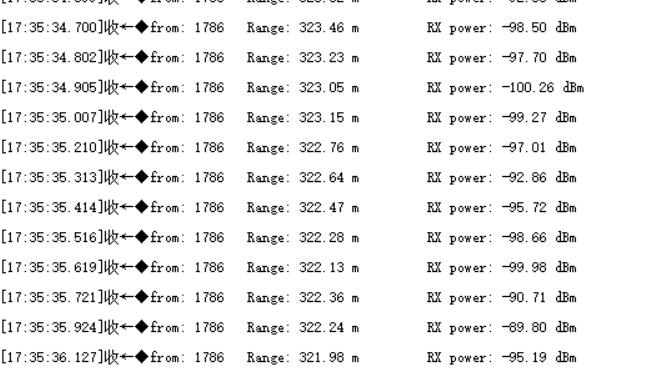 [17:35:34.700]收←◆from: 1786 Range: 323.46 m RX power: -98.50 dBm
[17:35:34.802]收←◆from: 1786 Range: 323.23 m RX power: -97.70 dBm
[17:35:34.905]收←◆from: 1786 Range: 323.05 m RX power: -100.26 dBm
[17:35:35.007]收←◆from: 1786 Range: 323.15 m RX power: -99.27 dBm
[17:35:35.210]收←◆from: 1786 Range: 322.76 m RX power: -97.01 dBm
[17:35:35.313]收←◆from: 1786 Range: 322.64 m RX power: -92.86 dBm
[17:35:35.414]收←◆from: 1786 Range: 322.47 m RX power: -95.72 dBm
[17:35:35.516]收←◆from: 1786 Range: 322.28 m RX power: -98.66 dBm
[17:35:35.619]收←◆from: 1786 Range: 322.13 m RX power: -99.98 dBm
[17:35:35.721]收←◆from: 1786 Range: 322.36 m RX power: -90.71 dBm
[17:35:35.924]收←◆from: 1786 Range: 322.24 m RX power: -89.80 dBm
[17:35:36.127]收←◆from: 1786 Range: 321.98 m RX power: -95.19 dBm